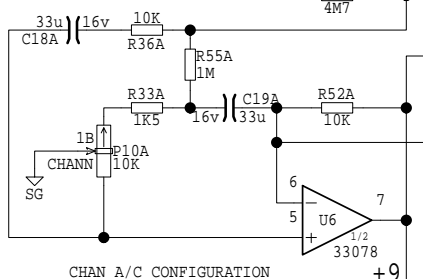 4M7
33u 16v 10K
C18A R36A
R55A
1M
R33A C19A R52A
1K5 16v 33u 10K
1B P10A
CHANN 10K
SG
6
5 U6 7
1/2
33078
CHAN A/C CONFIGURATION +9